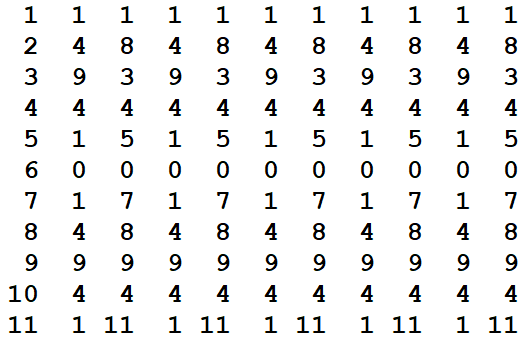 1 1 1 1 1 1 1 1 1 1 1
2 4 8 4 8 4 8 4 8 4 8
3 9 3 9 3 9 3 9 3 9 3
4 4 4 4 4 4 4 4 4 4 4
5 1 5 1 5 1 5 1 5 1 5
6 0 0 0 0 0 0 0 0 0 0
7 1 7 1 7 1 7 1 7 1 7
8 4 8 4 8 4 8 4 8 4 8
9 9 9 9 9 9 9 9 9 9 9
10 4 4 4 4 4 4 4 4 4 4
11 1 11 1 11 1 11 1 11 1 11